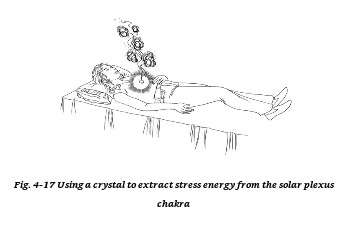 Fig. 4-17 Using a crystal to extract stress energy from the solar plexus
chakra